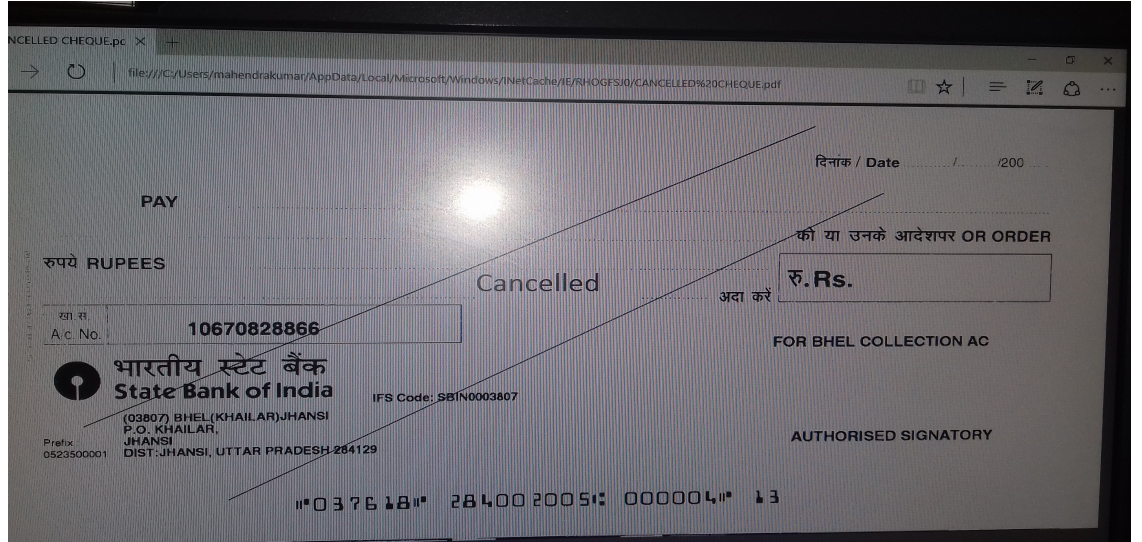 NCELLED CHEQUE.pc
file:///C:/Users/mahendrakumar/AppData/Local/Microsoft/Windows/INetCache/IE/RHOGFSJ0/CANCELLED%20CHEQUE.pdf
दिनांक / Date / /200
PAY
को या उनके आदेशपर OR ORDER
रुपये RUPEES
Cancelled
अदा करें
रु. Rs.
खा. सं.
A/c. No.
10670828866
FOR BHEL COLLECTION AC
भारतीय स्टेट बैंक
State Bank of India
IFS Code: SBIN0003807
(03807) BHEL(KHAILAR)JHANSI
P.O. KHAILAR,
JHANSI
DIST:JHANSI, UTTAR PRADESH-284129
Prefix :
0523500001
AUTHORISED SIGNATORY
⑈037618⑈ 284002005⑆ 000004⑈ 13